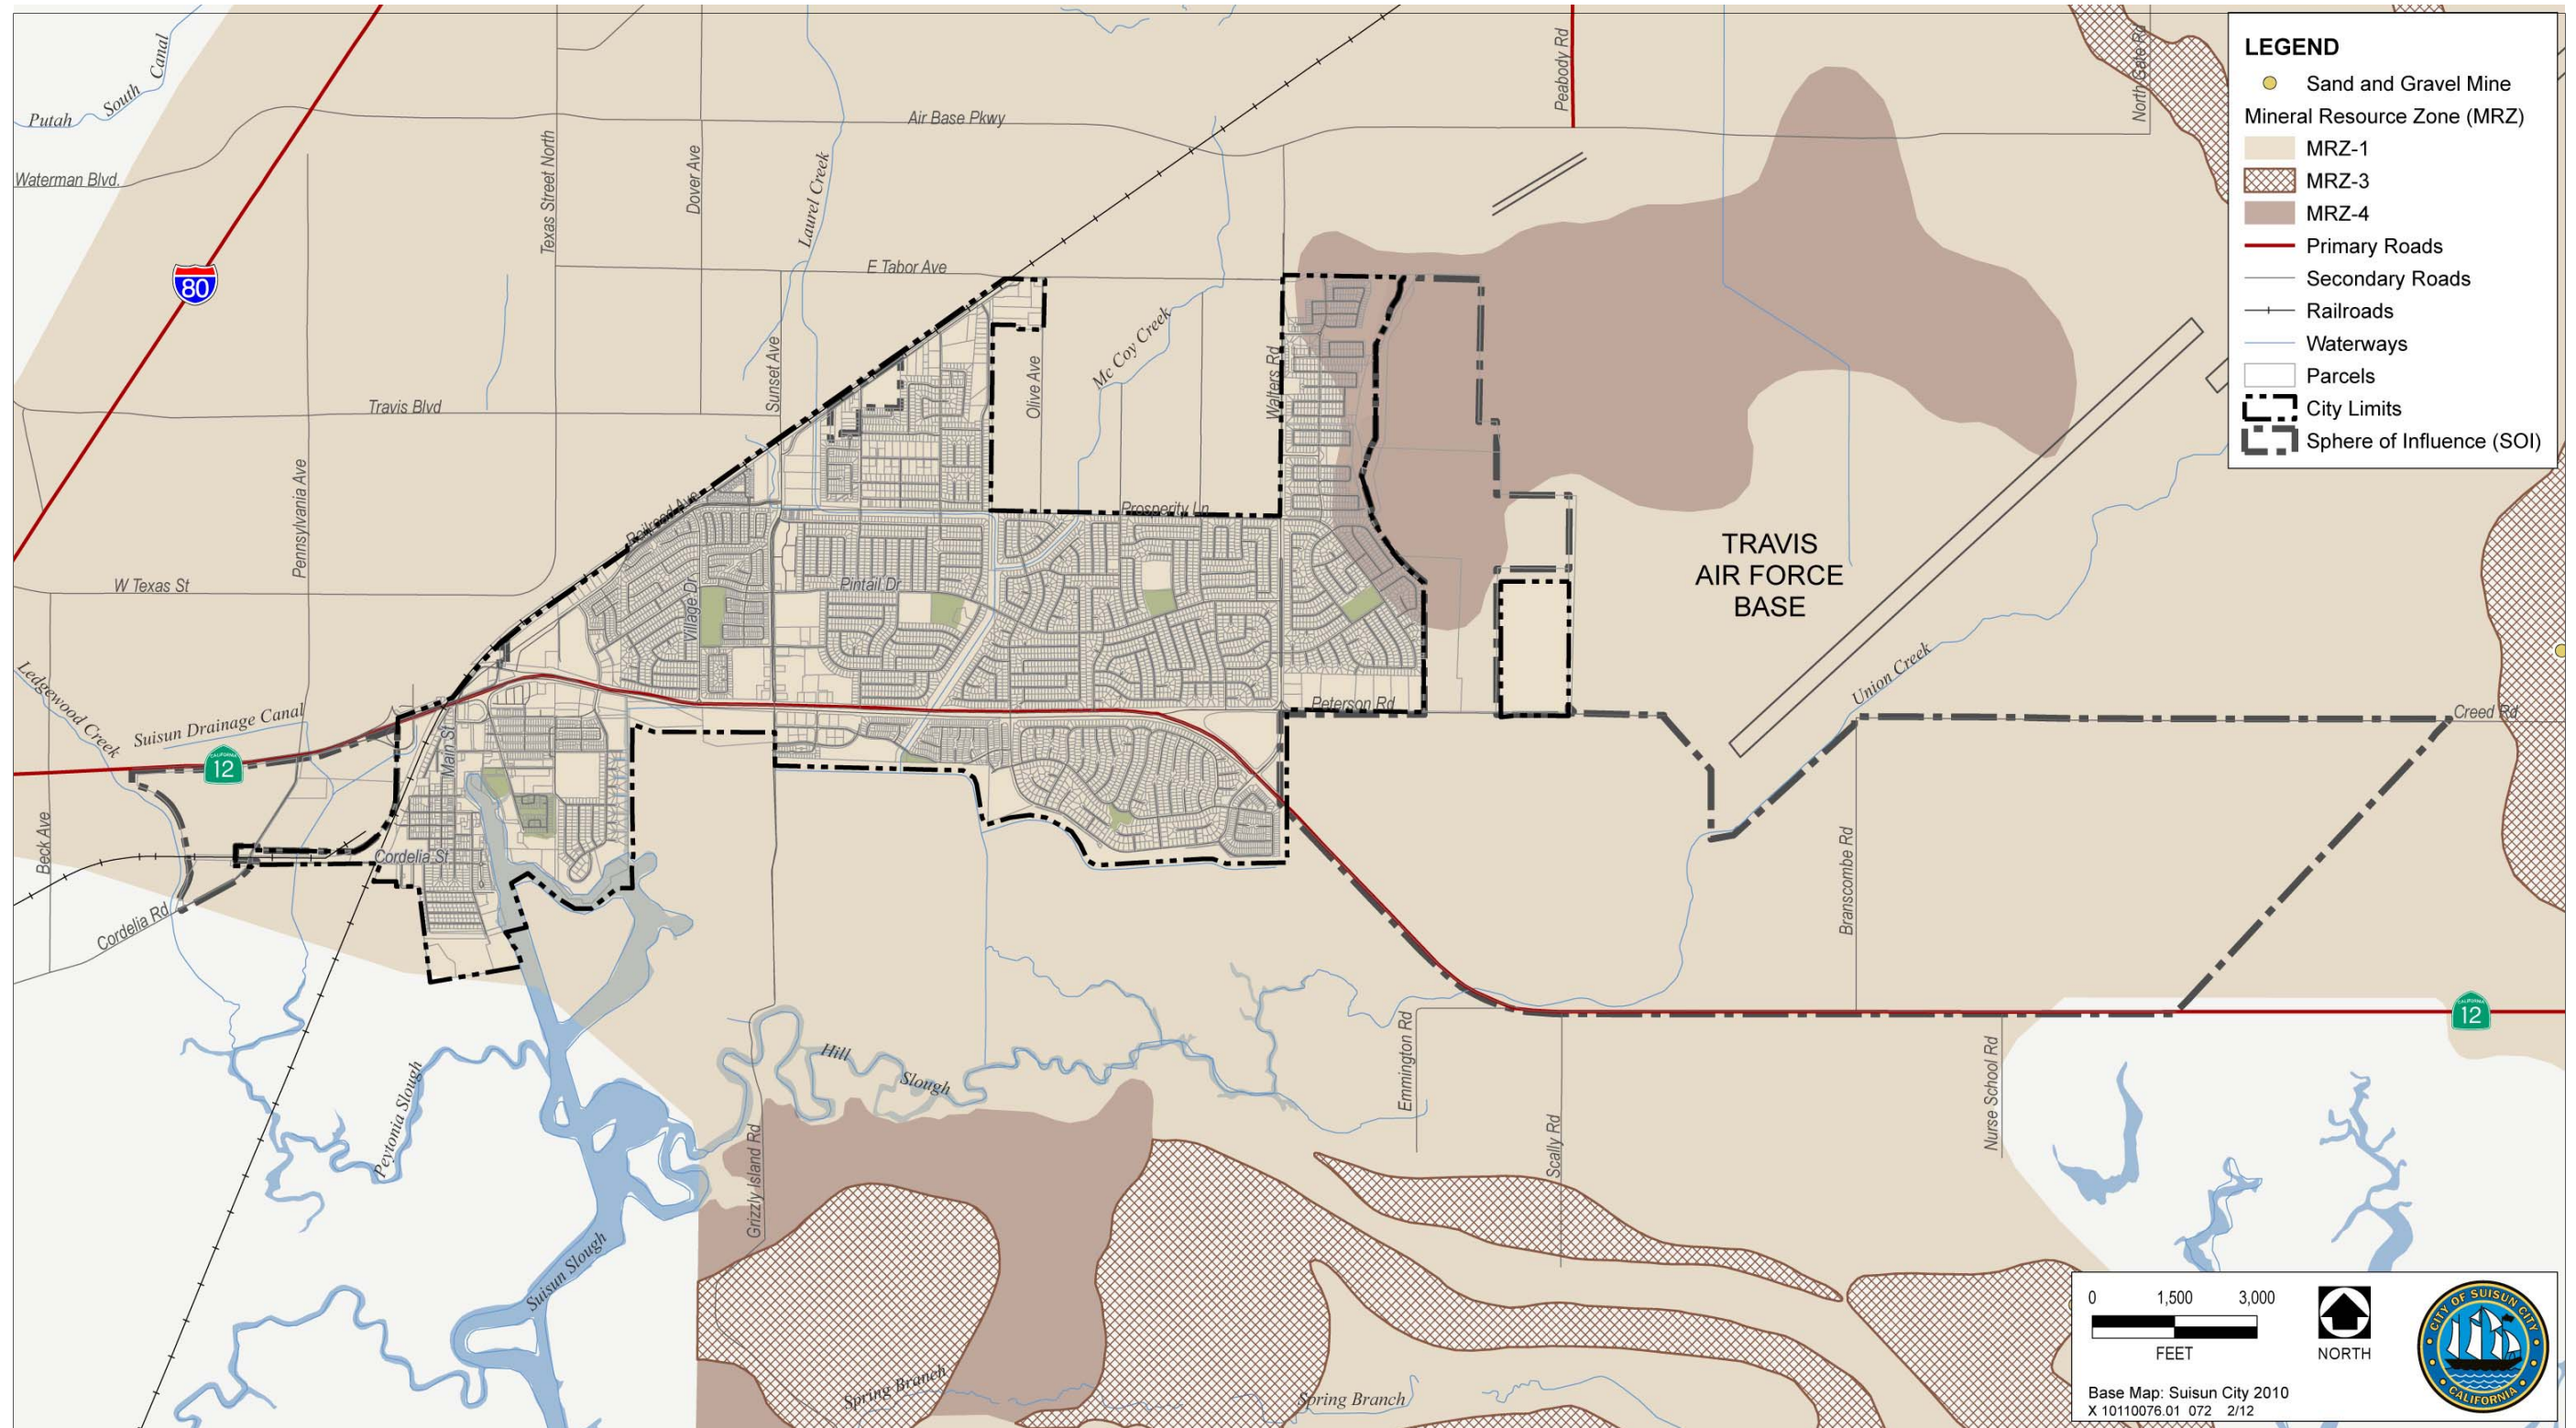 Putah South Canal
Waterman Blvd.
80
Air Base Pkwy
Texas Street North
Dover Ave
Laurel Creek
Peabody Rd
North Gate Rd
E Tabor Ave
Mc Coy Creek
Olive Ave
Walters Rd
Sunset Ave
Travis Blvd
Pennsylvania Ave
Railroad Ave
Prosperity Ln
W Texas St
Village Dr
Pintail Dr
TRAVIS
AIR FORCE
BASE
Ledgewood Creek
Suisun Drainage Canal
CALIFORNIA
12
Main St
Peterson Rd
Union Creek
Creed Rd
Beck Ave
Cordelia St
Cordelia Rd
Branscombe Rd
CALIFORNIA
12
Peytonia Slough
Hill Slough
Emmington Rd
Scally Rd
Nurse School Rd
Grizzly Island Rd
Suisun Slough
Spring Branch
Spring Branch
LEGEND
Sand and Gravel Mine
Mineral Resource Zone (MRZ)
MRZ-1
MRZ-3
MRZ-4
Primary Roads
Secondary Roads
Railroads
Waterways
Parcels
City Limits
Sphere of Influence (SOI)
0 1,500 3,000
FEET
NORTH
CITY OF SUISUN CITY
CALIFORNIA
Base Map: Suisun City 2010
X 10110076.01 072 2/12